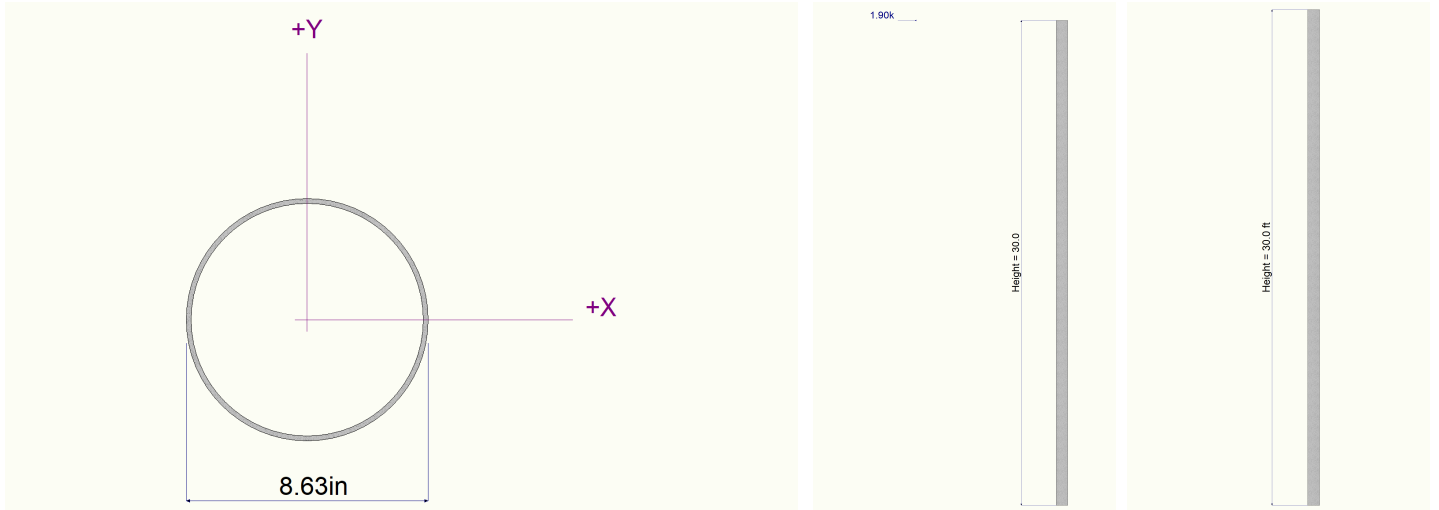 +Y
+X
8.63in
1.90k
Height = 30.0
Height = 30.0 ft